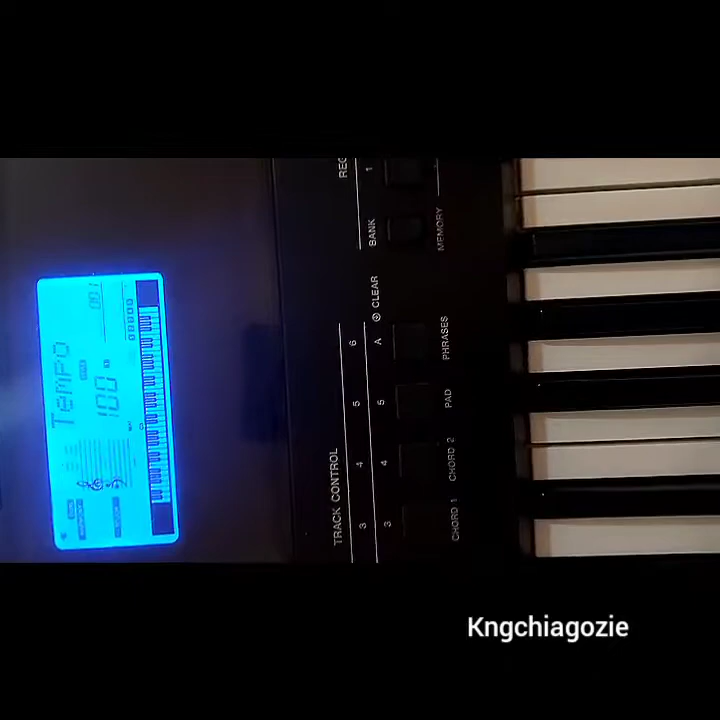 Tempo
100
001
TRACK CONTROL
3 4 5 6
3 4 5 A CLEAR
CHORD 1 CHORD 2 PAD PHRASES
BANK 1
MEMORY
Kngchiagozie